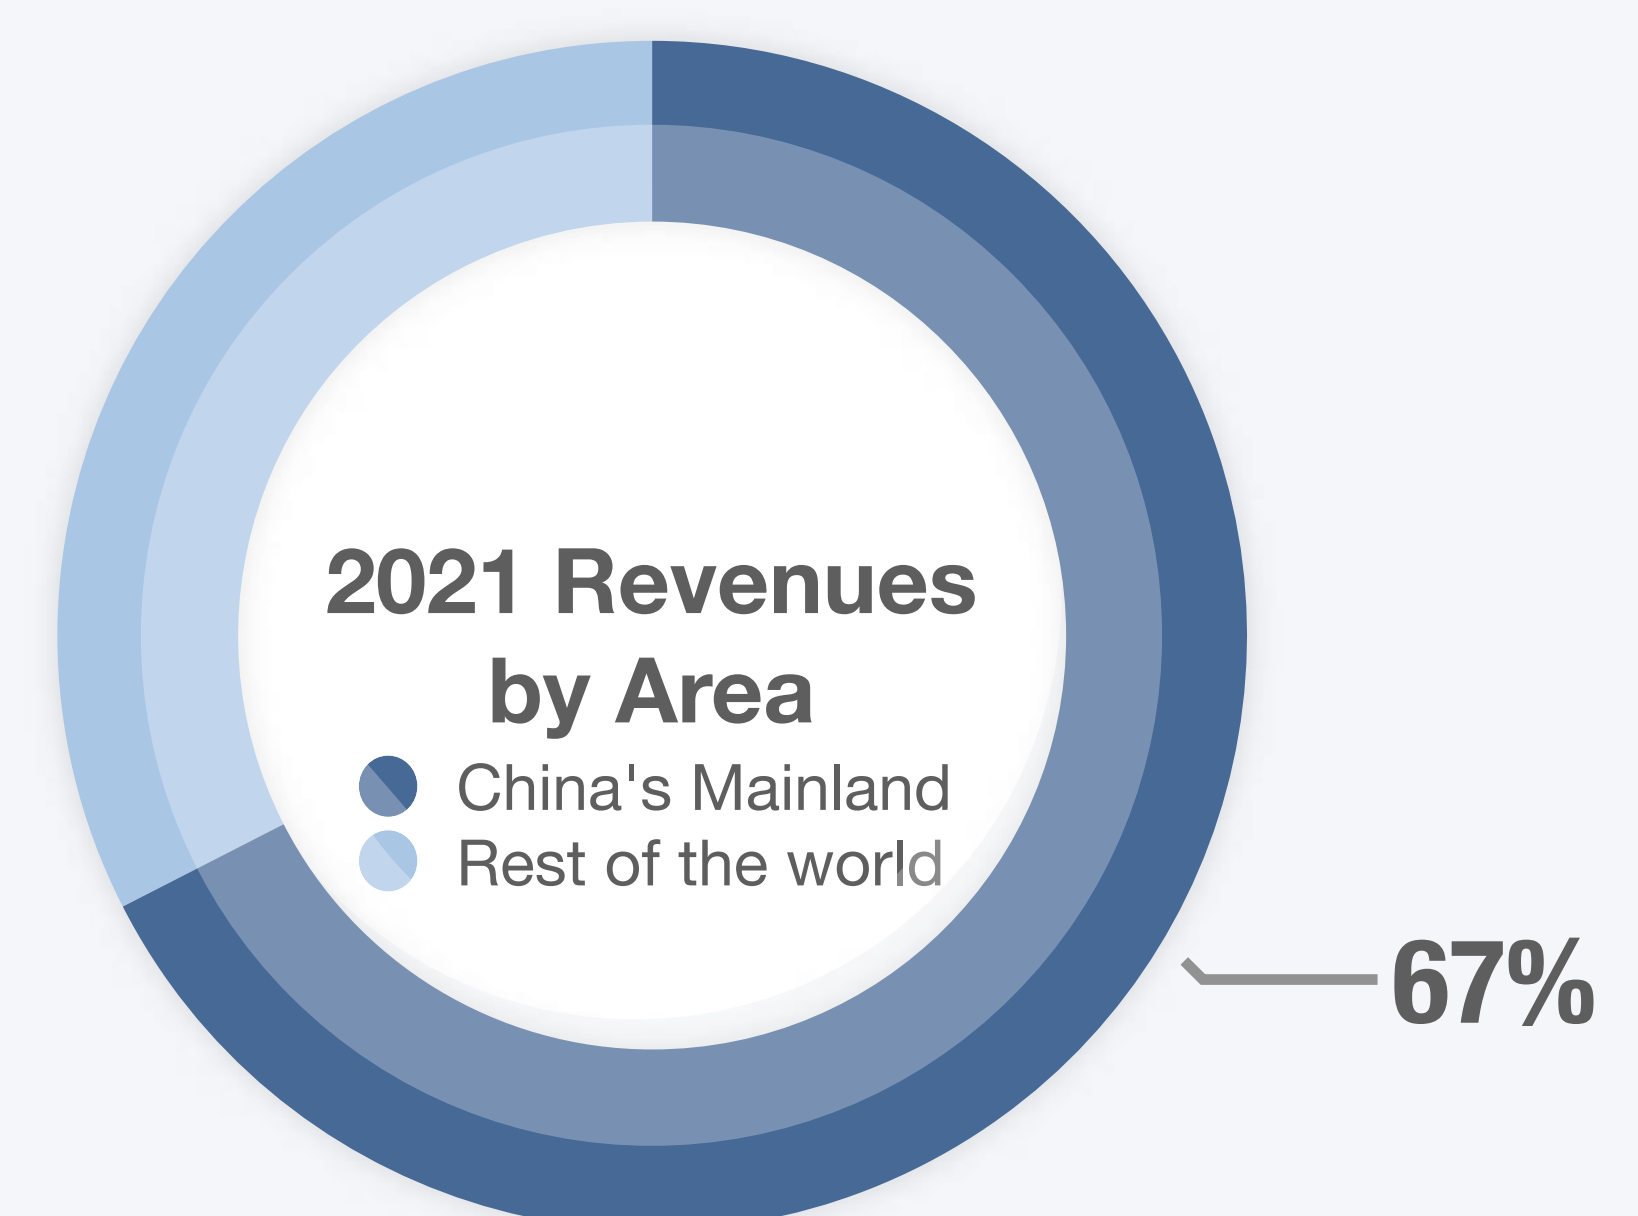 2021 Revenues
by Area
China's Mainland
Rest of the world
67%